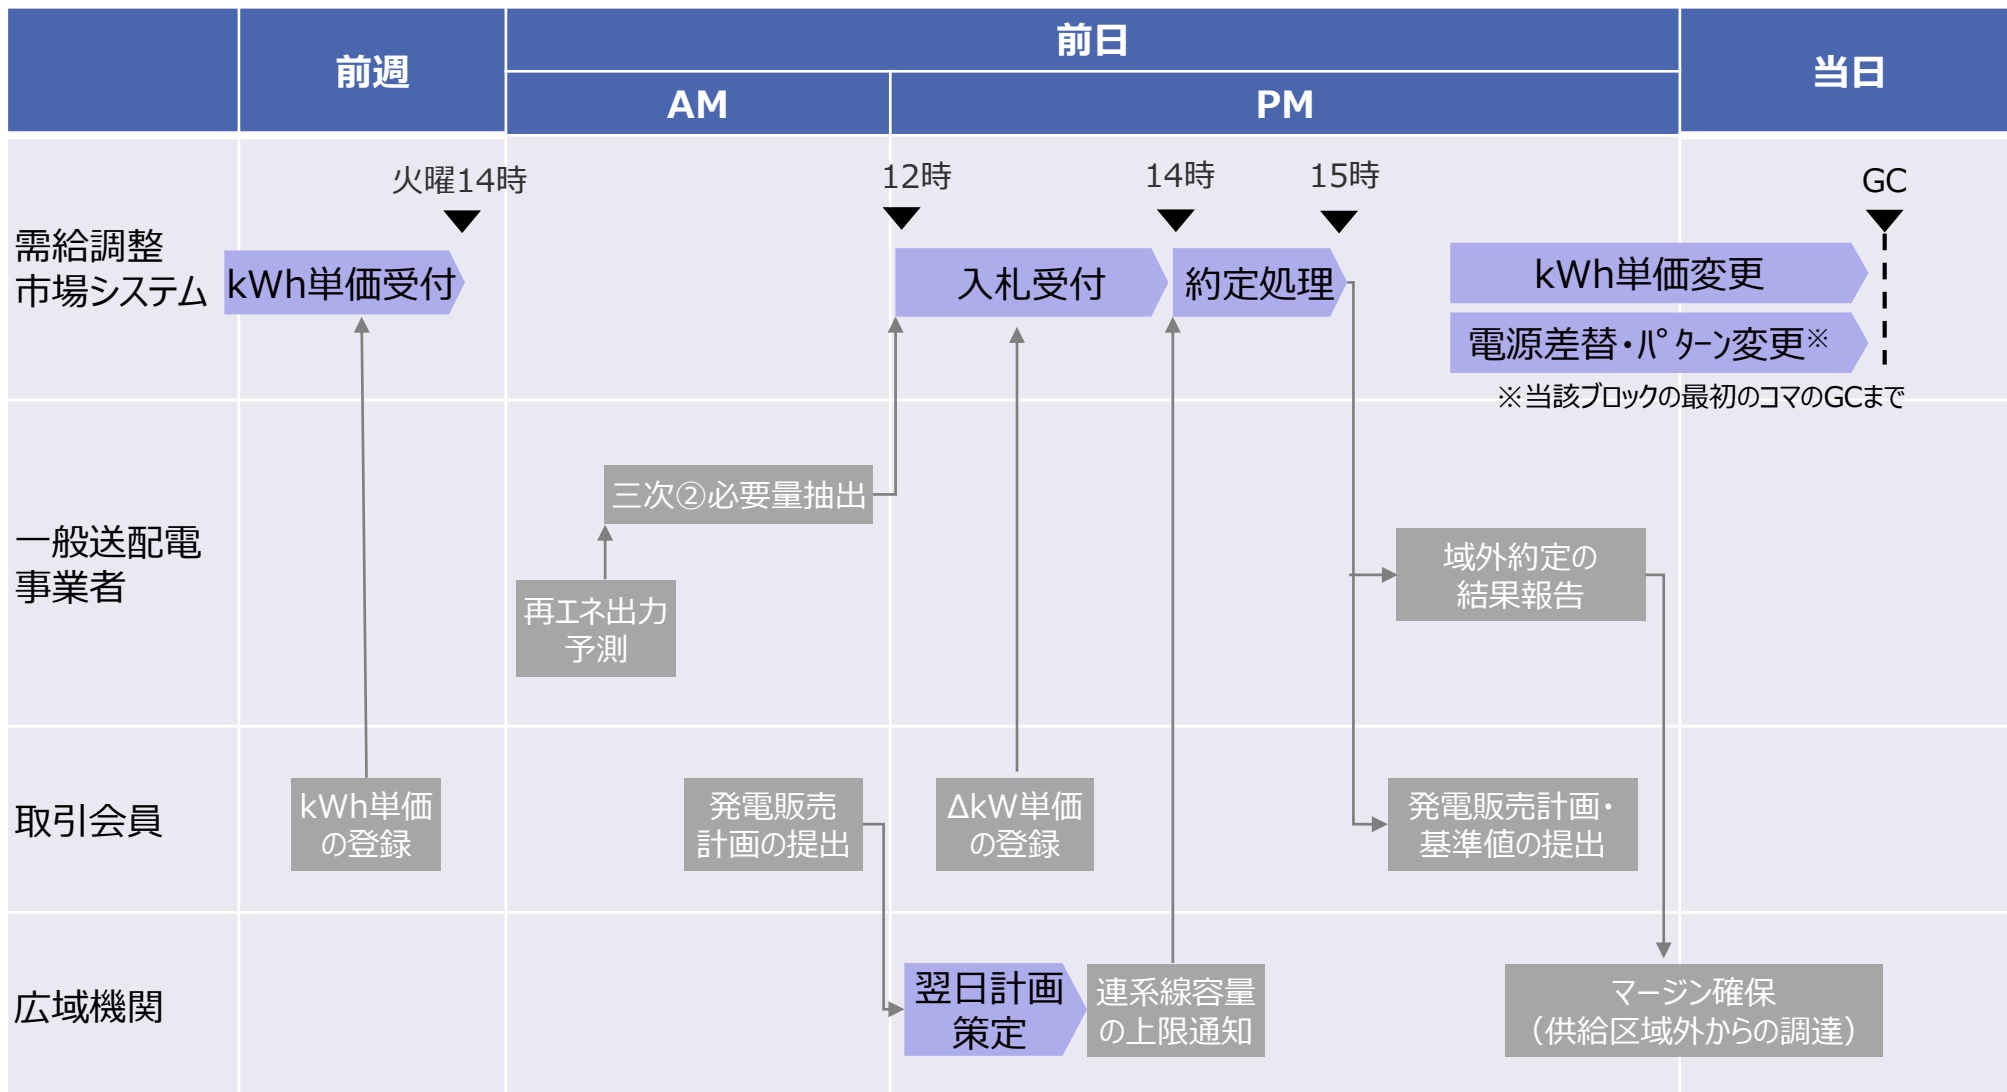 前週
前日
当日
AM
PM
火曜14時
12時
14時
15時
GC
需給調整
市場システム
kWh単価受付
入札受付
約定処理
kWh単価変更
電源差替・パターン変更※
※当該ブロックの最初のコマのGCまで
一般送配電
事業者
三次②必要量抽出
再エネ出力
予測
域外約定の
結果報告
取引会員
kWh単価
の登録
発電販売
計画の提出
ΔkW単価
の登録
発電販売計画・
基準値の提出
広域機関
翌日計画
策定
連系線容量
の上限通知
マージン確保
（供給区域外からの調達）